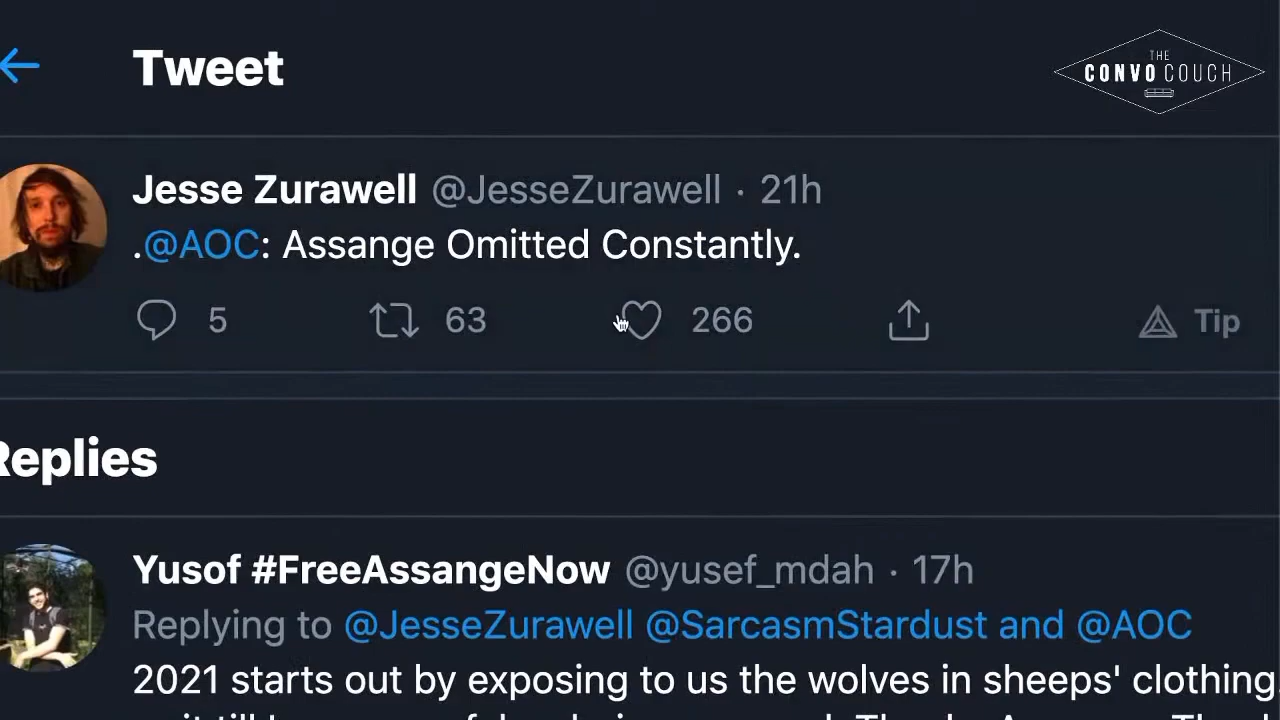 Tweet
THE
CONVO COUCH
Jesse Zurawell @JesseZurawell · 21h
.@AOC: Assange Omitted Constantly.
5 63 266 Tip
Replies
Yusof #FreeAssangeNow @yusef_mdah · 17h
Replying to @JesseZurawell @SarcasmStardust and @AOC
2021 starts out by exposing to us the wolves in sheeps' clothing